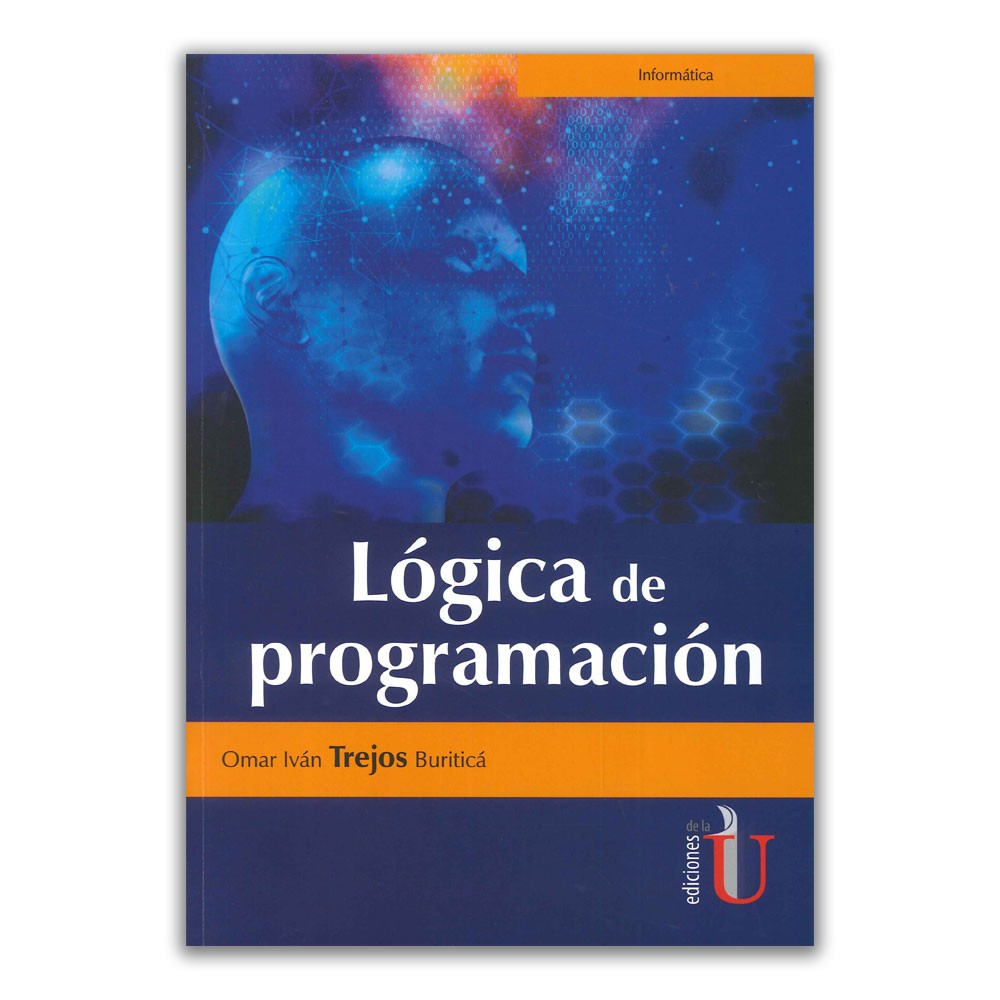 Informática
Lógica de
programación
Omar Iván Trejos Buriticá
ediciones
de la
U